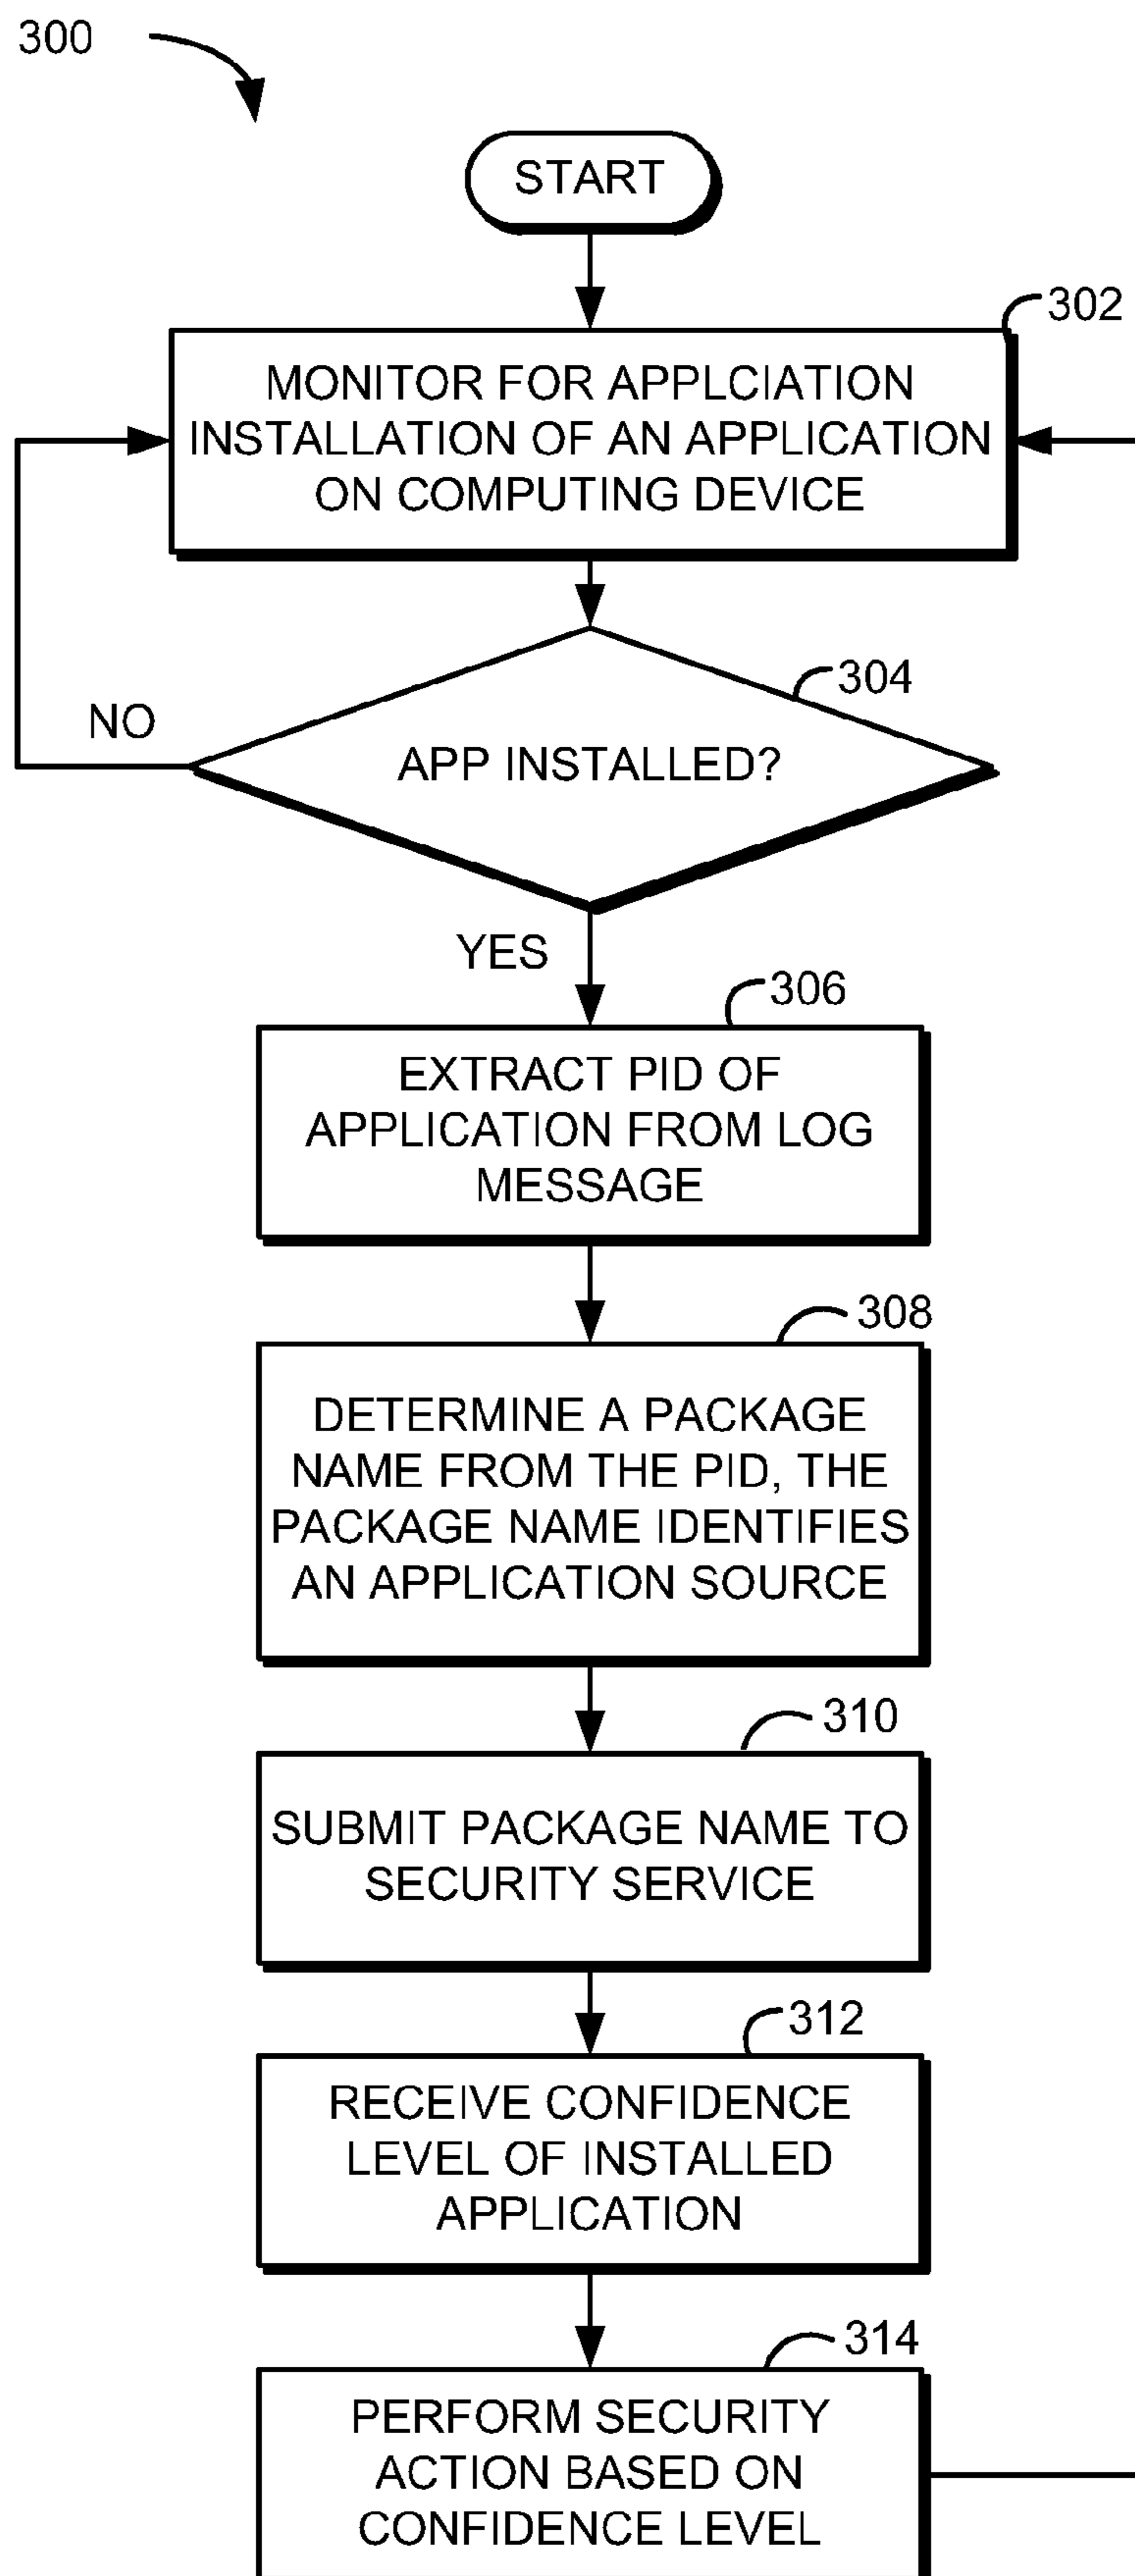 300
START
302
MONITOR FOR APPLCIATION
INSTALLATION OF AN APPLICATION
ON COMPUTING DEVICE
304
NO
APP INSTALLED?
YES
306
EXTRACT PID OF
APPLICATION FROM LOG
MESSAGE
308
DETERMINE A PACKAGE
NAME FROM THE PID, THE
PACKAGE NAME IDENTIFIES
AN APPLICATION SOURCE
310
SUBMIT PACKAGE NAME TO
SECURITY SERVICE
312
RECEIVE CONFIDENCE
LEVEL OF INSTALLED
APPLICATION
314
PERFORM SECURITY
ACTION BASED ON
CONFIDENCE LEVEL